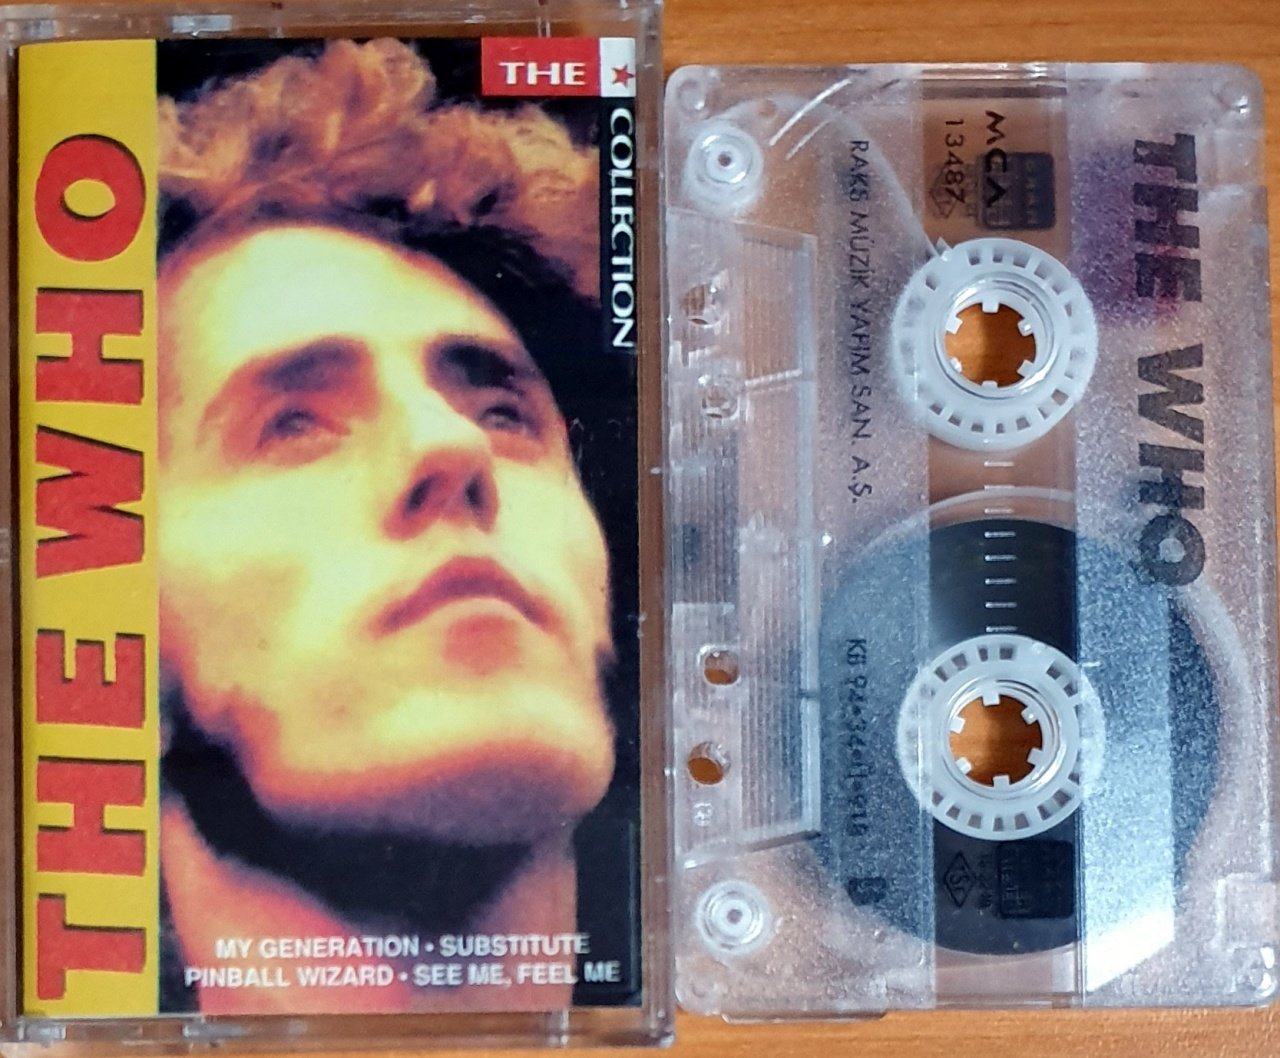 THE WHO
THE
COLLECTION
MY GENERATION • SUBSTITUTE
PINBALL WIZARD • SEE ME, FEEL ME
THE WHO
MCA
13487
RAKS MÜZİK YAPIM SAN. A.Ş.
B